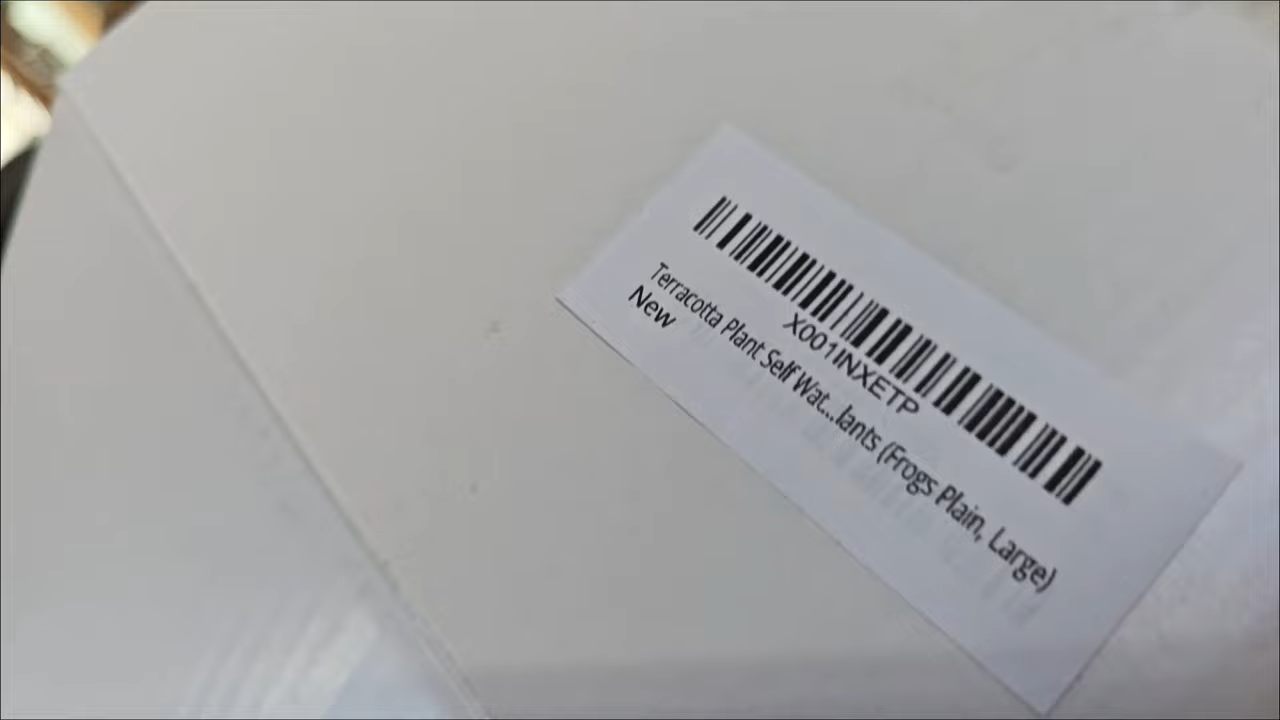 X001INXETP
Terracotta Plant Self Wat...lants (Frogs Plain, Large)
New